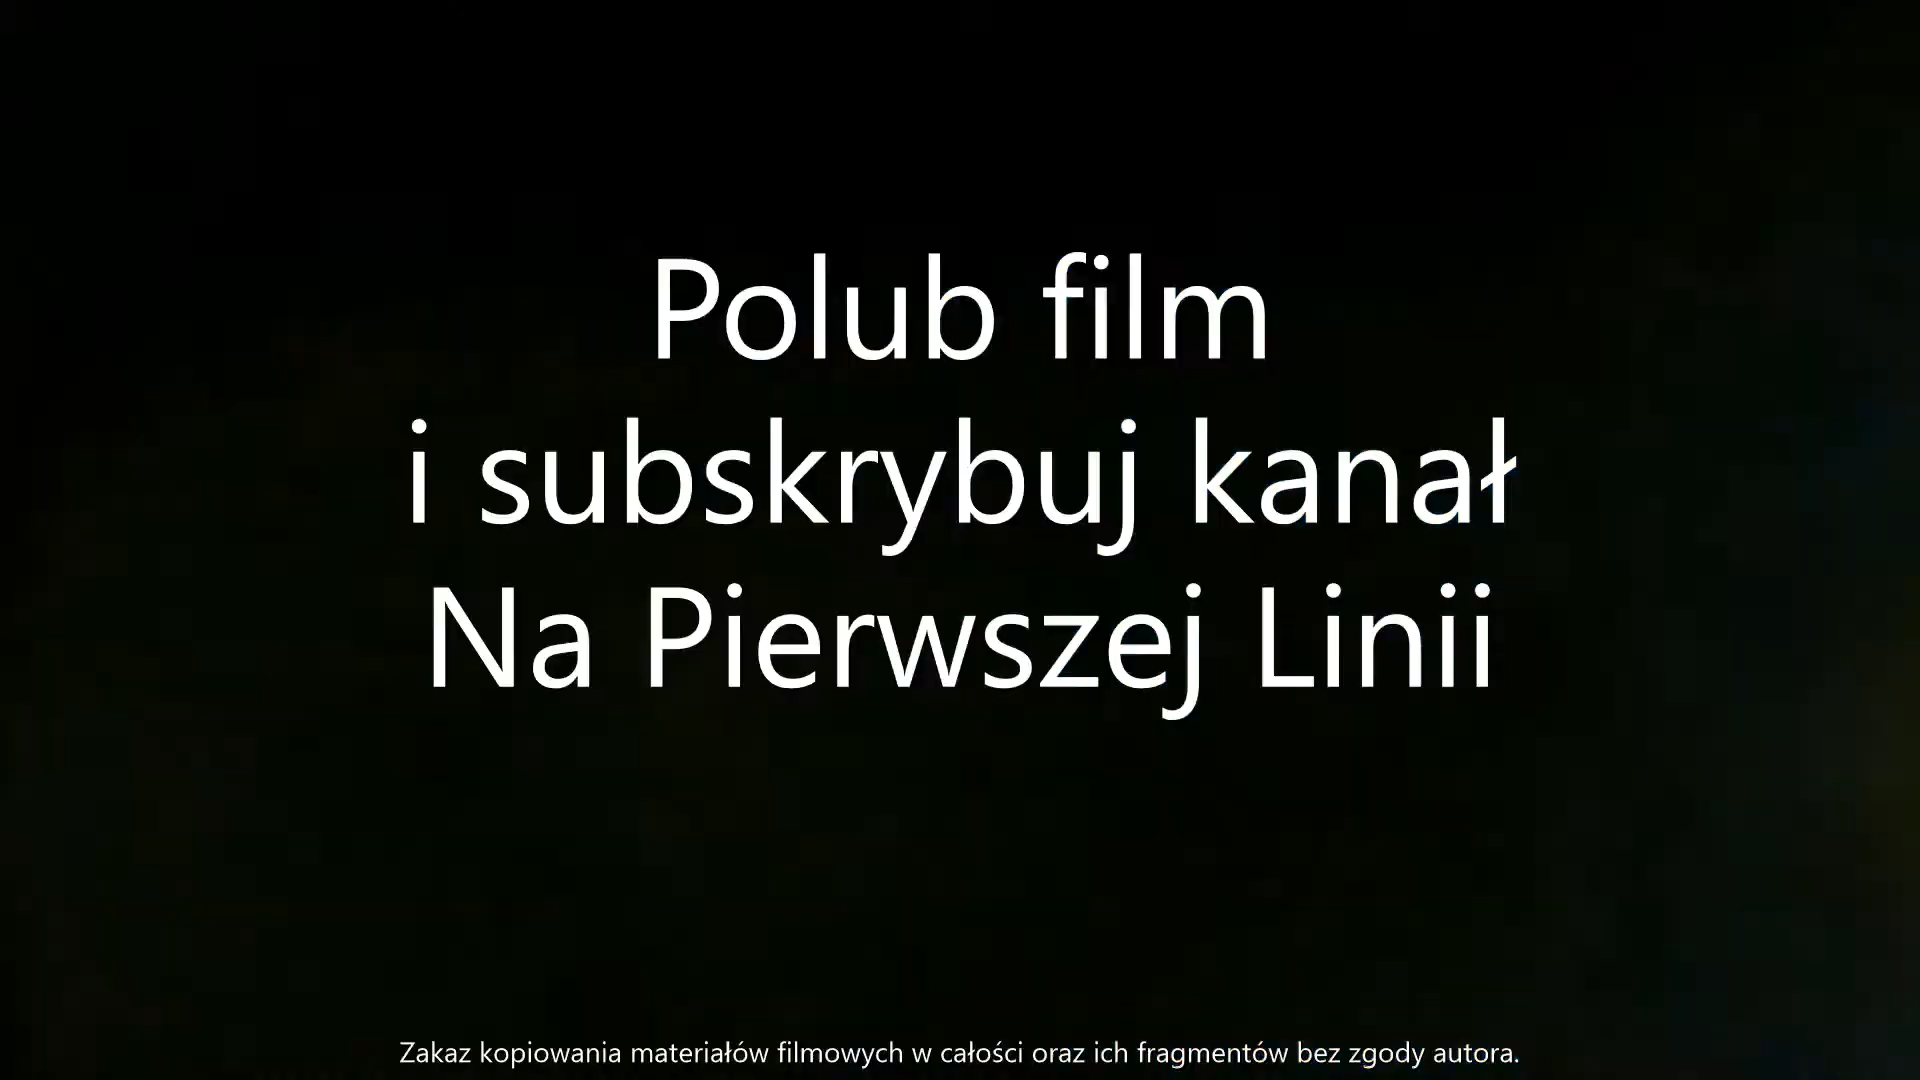 Polub film
i subskrybuj kanał
Na Pierwszej Linii
Zakaz kopiowania materiałów filmowych w całości oraz ich fragmentów bez zgody autora.